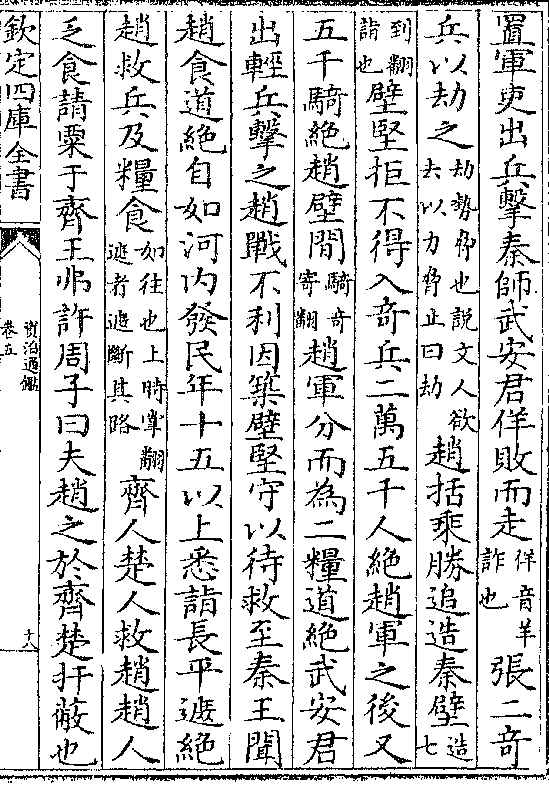 置軍吏出兵擊秦師武安君佯敗而走佯音羊詐也張二奇
兵以劫之劫勢脅也說文人欲去以力脅止曰劫趙括乗勝追造秦壁造七
到翻詣也壁堅拒不得入奇兵二萬五千人絶趙軍之後又
五千騎絶趙壁間騎奇寄翻趙軍分而為二糧道絶武安君
出輕兵擊之趙戰不利因築壁堅守以待救至秦王聞
趙食道絶自如河内發民年十五以上悉詣長平遮絶
趙救兵及糧食如往也上時掌翻遮者遮斷其路齊人楚人救趙趙人
乏食請粟于齊王弗許周子曰夫趙之於齊楚扞蔽也
欽定四庫全書
資治通鑑
卷五
十八